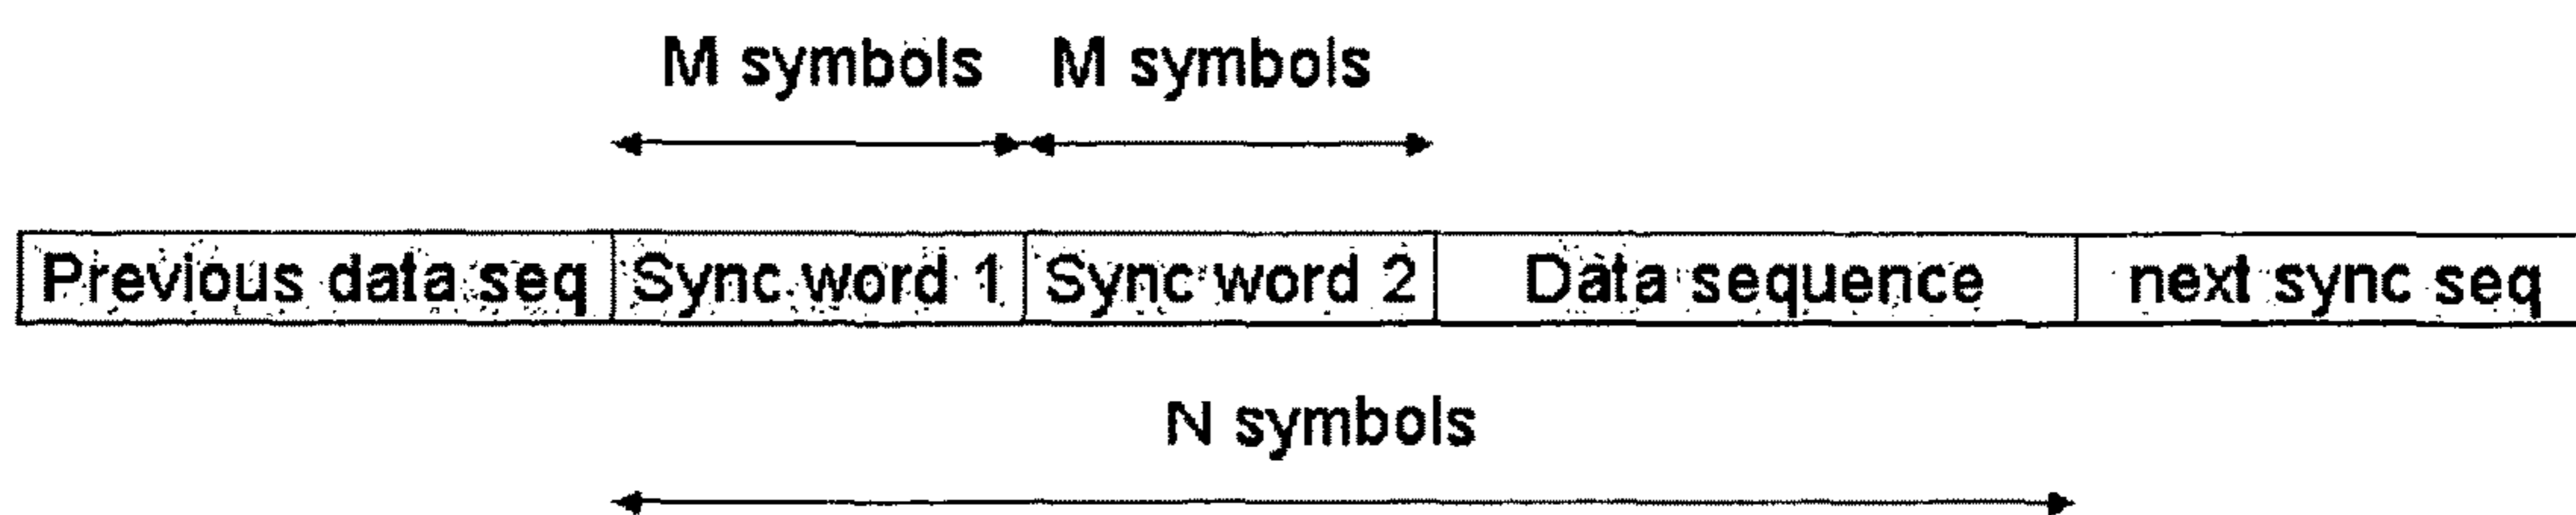 M symbols M symbols
Previous data seq Sync word 1 Sync word 2 Data sequence next sync seq
N symbols